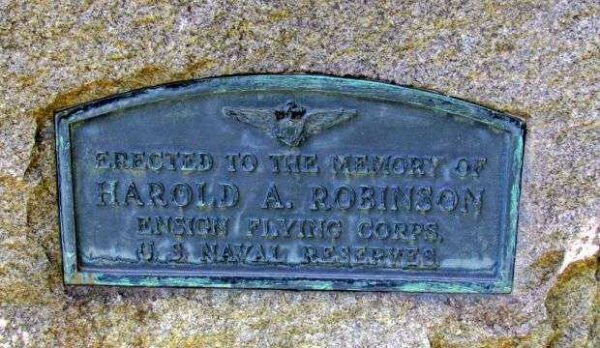 ERECTED TO THE MEMORY OF
HAROLD A. ROBINSON
ENSIGN FLYING CORPS,
U. S. NAVAL RESERVES.